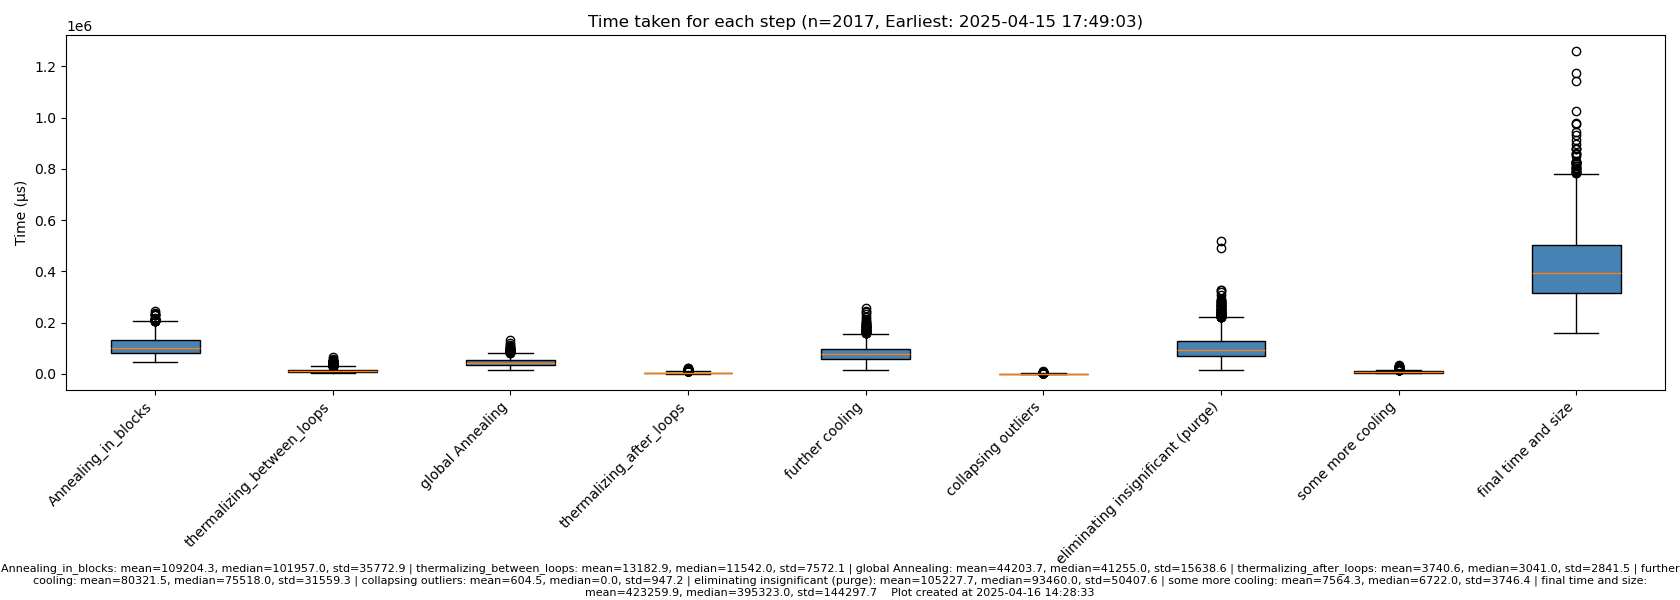 Time taken for each step (n=2017, Earliest: 2025-04-15 17:49:03)
1e6
1.2
1.0
0.8
0.6
0.4
0.2
0.0
Time (µs)
Annealing_in_blocks
thermalizing_between_loops
global Annealing
thermalizing_after_loops
further cooling
collapsing outliers
eliminating insignificant (purge)
some more cooling
final time and size
Annealing_in_blocks: mean=109204.3, median=101957.0, std=35772.9 | thermalizing_between_loops: mean=13182.9, median=11542.0, std=7572.1 | global Annealing: mean=44203.7, median=41255.0, std=15638.6 | thermalizing_after_loops: mean=3740.6, median=3041.0, std=2841.5 | further
cooling: mean=80321.5, median=75518.0, std=31559.3 | collapsing outliers: mean=604.5, median=0.0, std=947.2 | eliminating insignificant (purge): mean=105227.7, median=93460.0, std=50407.6 | some more cooling: mean=7564.3, median=6722.0, std=3746.4 | final time and size:
mean=423259.9, median=395323.0, std=144297.7    Plot created at 2025-04-16 14:28:33